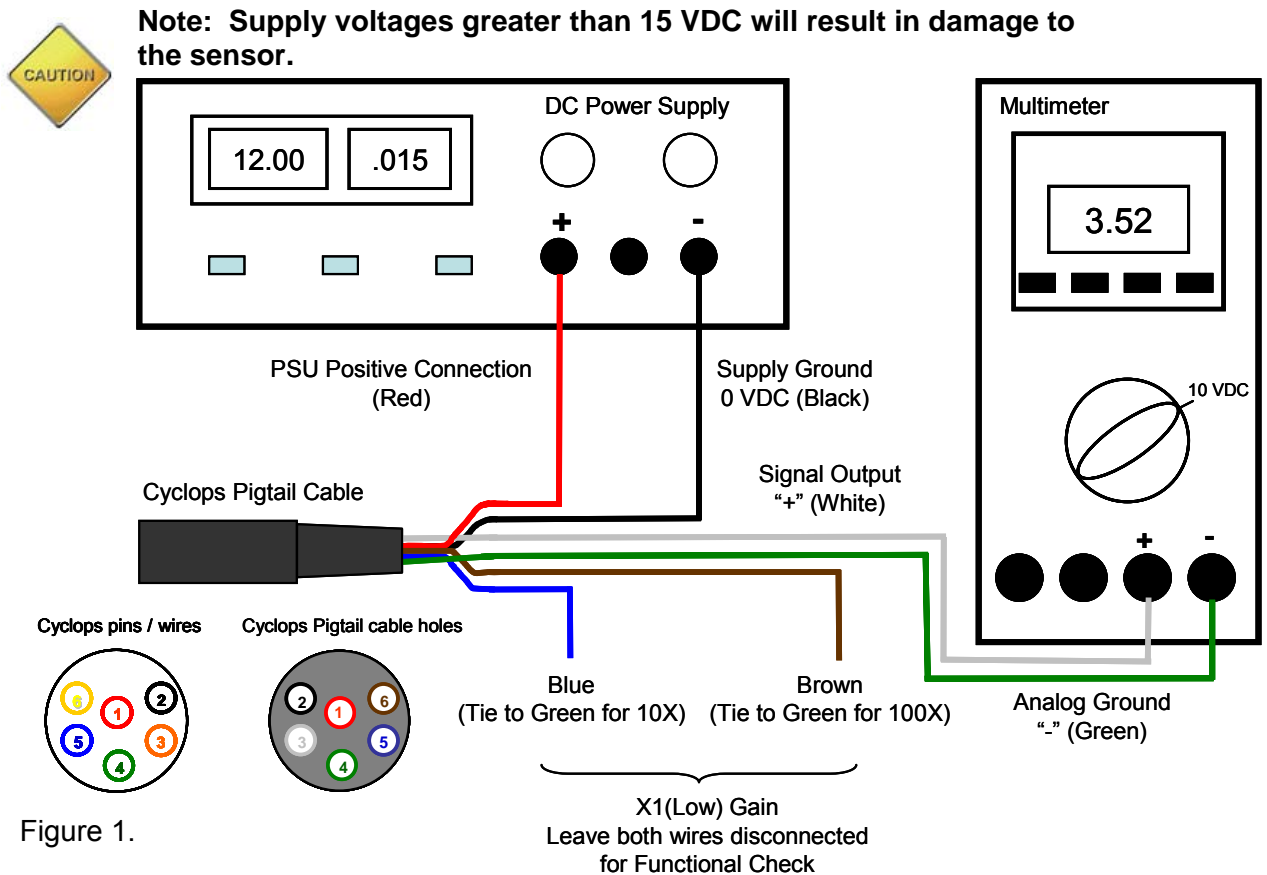 Note: Supply voltages greater than 15 VDC will result in damage to
the sensor.
CAUTION
DC Power Supply
12.00
.015
+
-
Multimeter
3.52
10 VDC
+
-
PSU Positive Connection
(Red)
Supply Ground
0 VDC (Black)
Signal Output
“+” (White)
Cyclops Pigtail Cable
Cyclops pins / wires
6
1
2
5
3
4
Cyclops Pigtail cable holes
2
1
6
3
5
4
Blue
(Tie to Green for 10X)
Brown
(Tie to Green for 100X)
Analog Ground
“-” (Green)
X1(Low) Gain
Leave both wires disconnected
for Functional Check
Figure 1.